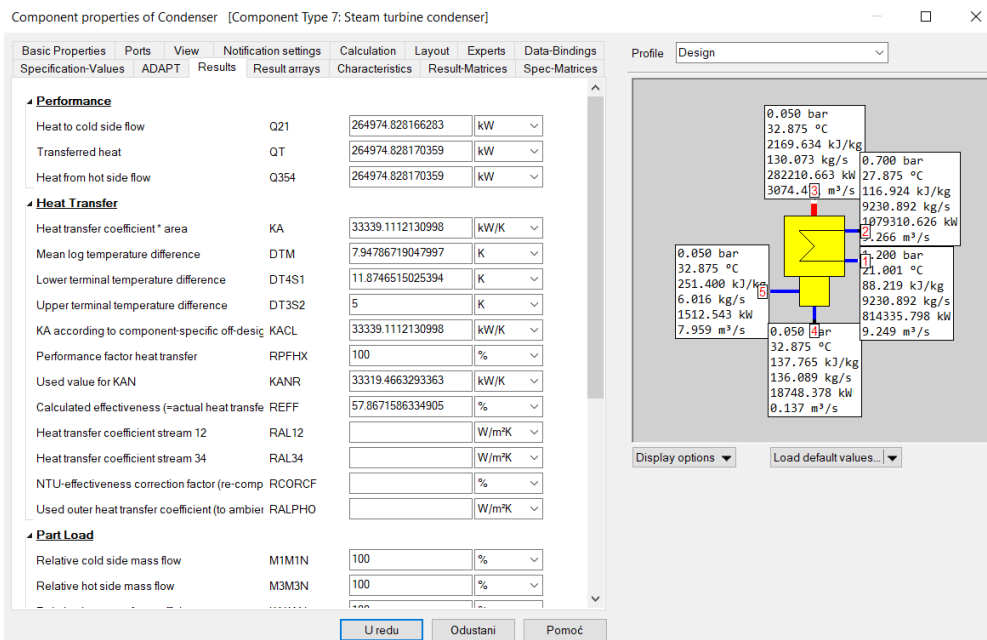 Component properties of Condenser [Component Type 7: Steam turbine condenser]
Basic Properties Ports View Notification settings Calculation Layout Experts Data-Bindings
Specification-Values ADAPT Results Result arrays Characteristics Result-Matrices Spec-Matrices
Performance
Heat to cold side flow Q21 264974.828166283 kW
Transferred heat QT 264974.828170359 kW
Heat from hot side flow Q354 264974.828170359 kW
Heat Transfer
Heat transfer coefficient * area KA 33339.1112130998 kW/K
Mean log temperature difference DTM 7.94786719047997 K
Lower terminal temperature difference DT4S1 11.8746515025394 K
Upper terminal temperature difference DT3S2 5 K
KA according to component-specific off-desig KACL 33339.1112130998 kW/K
Performance factor heat transfer RPFHX 100 %
Used value for KAN KANR 33319.4663293363 kW/K
Calculated effectiveness (=actual heat transfe REFF 57.8671586334905 %
Heat transfer coefficient stream 12 RAL12 W/m²K
Heat transfer coefficient stream 34 RAL34 W/m²K
NTU-effectiveness correction factor (re-comp RCORCF %
Used outer heat transfer coefficient (to ambier RALPHO W/m²K
Part Load
Relative cold side mass flow M1M1N 100 %
Relative hot side mass flow M3M3N 100 %
U redu Odustani Pomoć
Profile Design
0.050 bar
32.875 °C
2169.634 kJ/kg
130.073 kg/s
282210.663 kW
3074.4 m³/s
3
0.700 bar
27.875 °C
116.924 kJ/kg
9230.892 kg/s
1079310.626 kW
9.266 m³/s
2
1
.200 bar
21.001 °C
88.219 kJ/kg
9230.892 kg/s
814335.798 kW
9.249 m³/s
0.050 bar
32.875 °C
251.400 kJ/kg
6.016 kg/s
1512.543 kW
7.959 m³/s
5
0.050 bar
4
32.875 °C
137.765 kJ/kg
136.089 kg/s
18748.378 kW
0.137 m³/s
Display options Load default values...